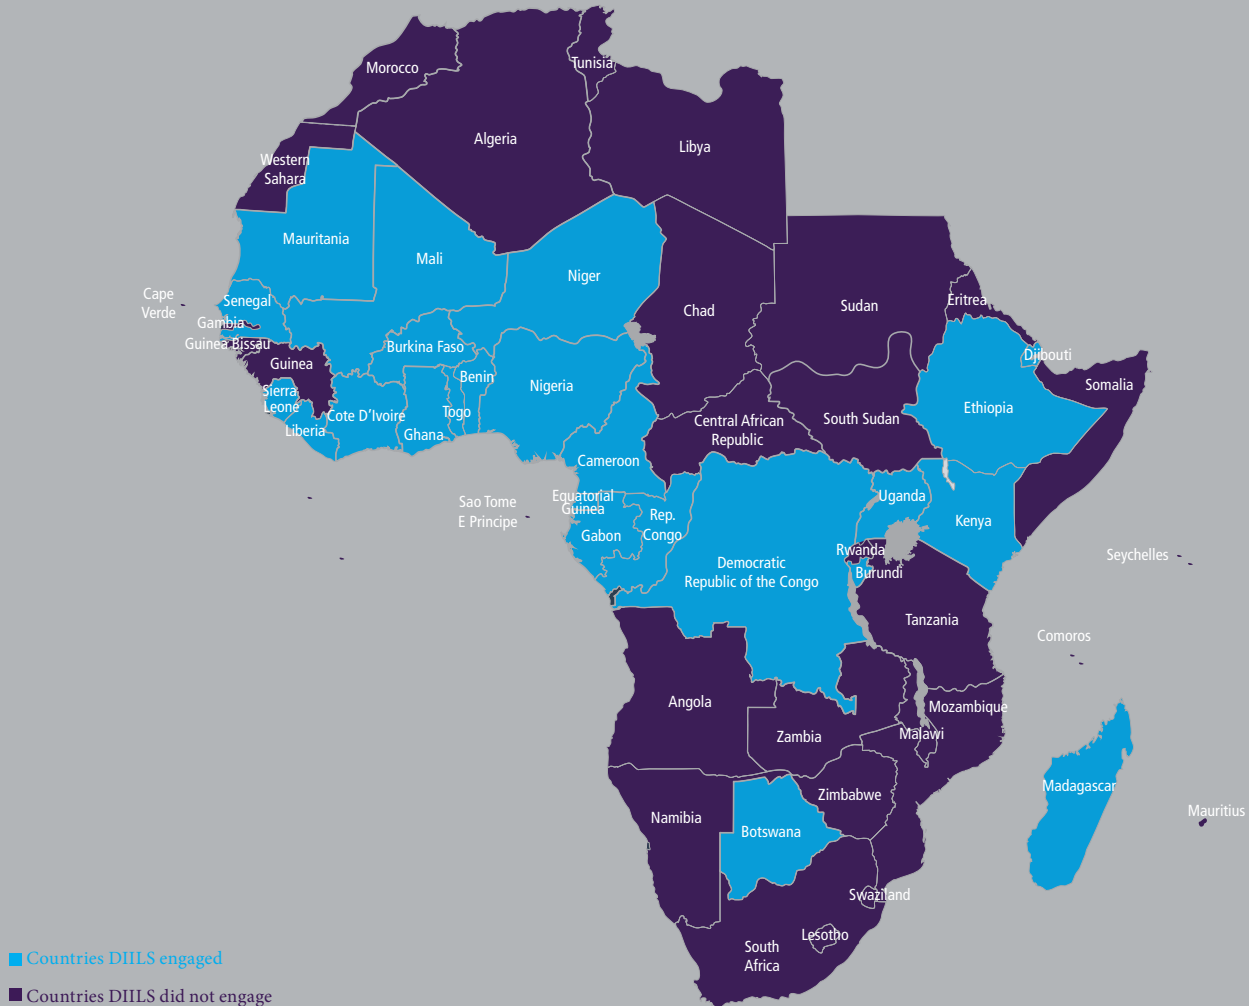 Morocco
Tunisia
Algeria
Libya
Western
Sahara
Mauritania
Mali
Niger
Chad
Sudan
Eritrea
Cape
Verde
Senegal
Gambia
Guinea Bissau
Guinea
Burkina Faso
Djibouti
Benin
Nigeria
Somalia
Sierra
Leone
Cote D'Ivoire
Togo
Ethiopia
Liberia
Ghana
Central African
Republic
South Sudan
Cameroon
Equatorial
Guinea
Uganda
Sao Tome
E Principe
Rep.
Congo
Kenya
Gabon
Rwanda
Seychelles
Democratic
Republic of the Congo
Burundi
Tanzania
Comoros
Angola
Mozambique
Zambia
Malawi
Madagascar
Zimbabwe
Mauritius
Namibia
Botswana
Swaziland
Lesotho
South
Africa
Countries DIILS engaged
Countries DIILS did not engage